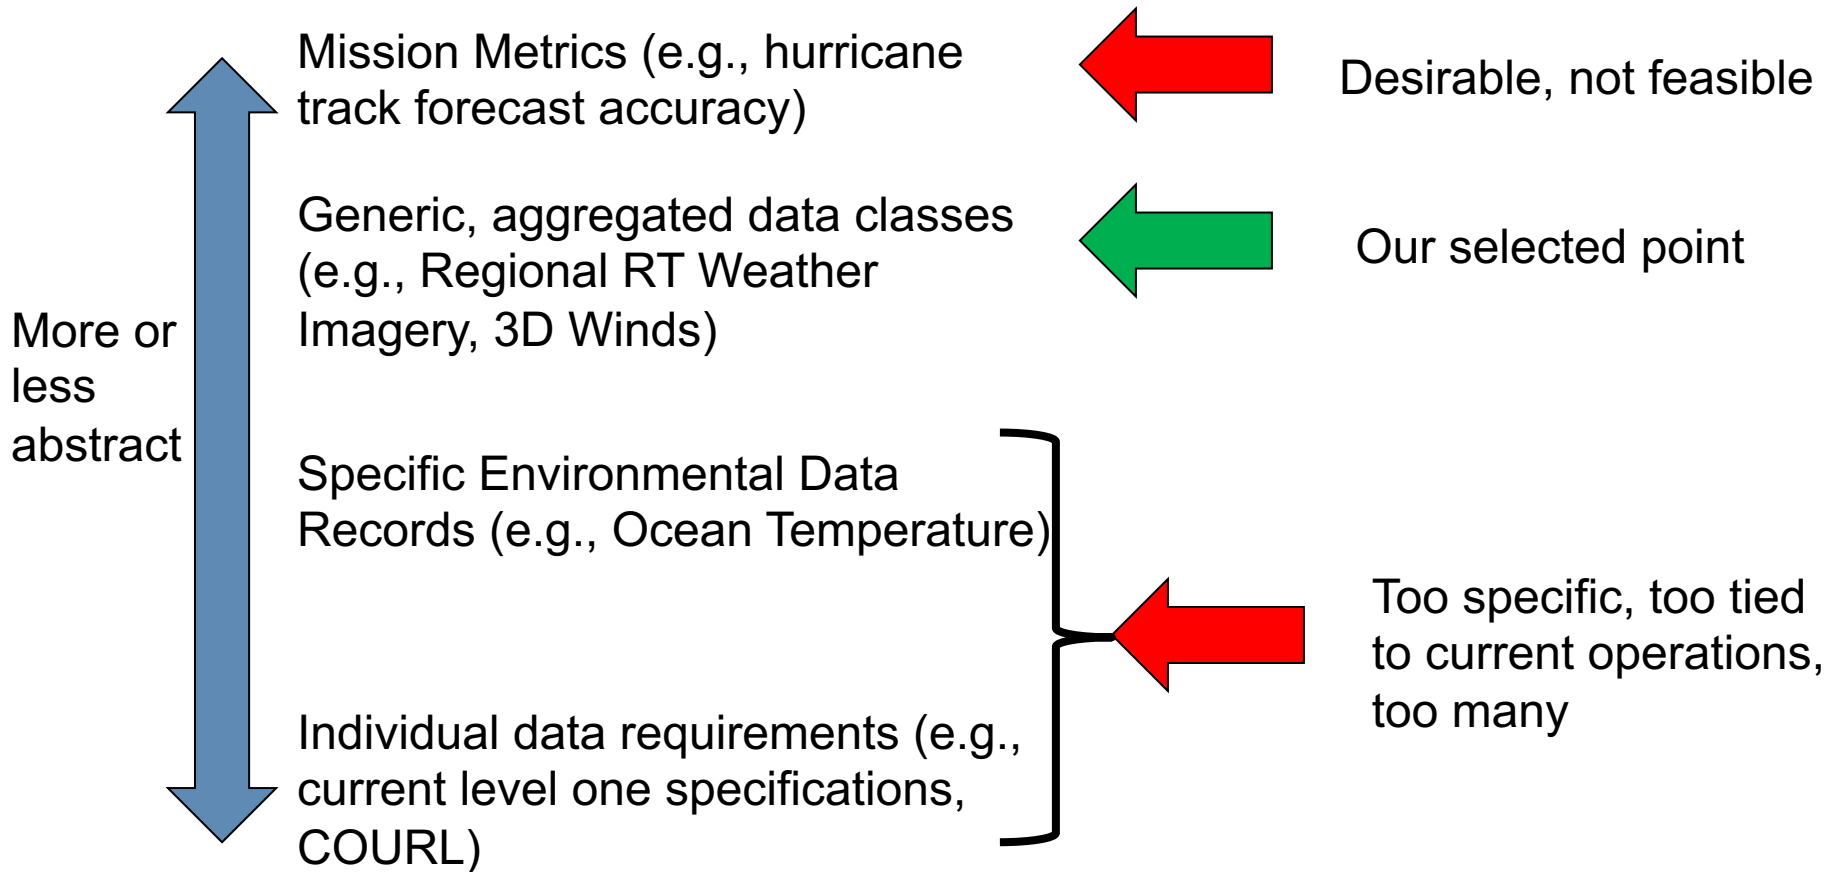 Mission Metrics (e.g., hurricane
track forecast accuracy)
Desirable, not feasible
Generic, aggregated data classes
(e.g., Regional RT Weather
Imagery, 3D Winds)
Our selected point
More or
less
abstract
Specific Environmental Data
Records (e.g., Ocean Temperature)
Individual data requirements (e.g.,
current level one specifications,
COURL)
Too specific, too tied
to current operations,
too many